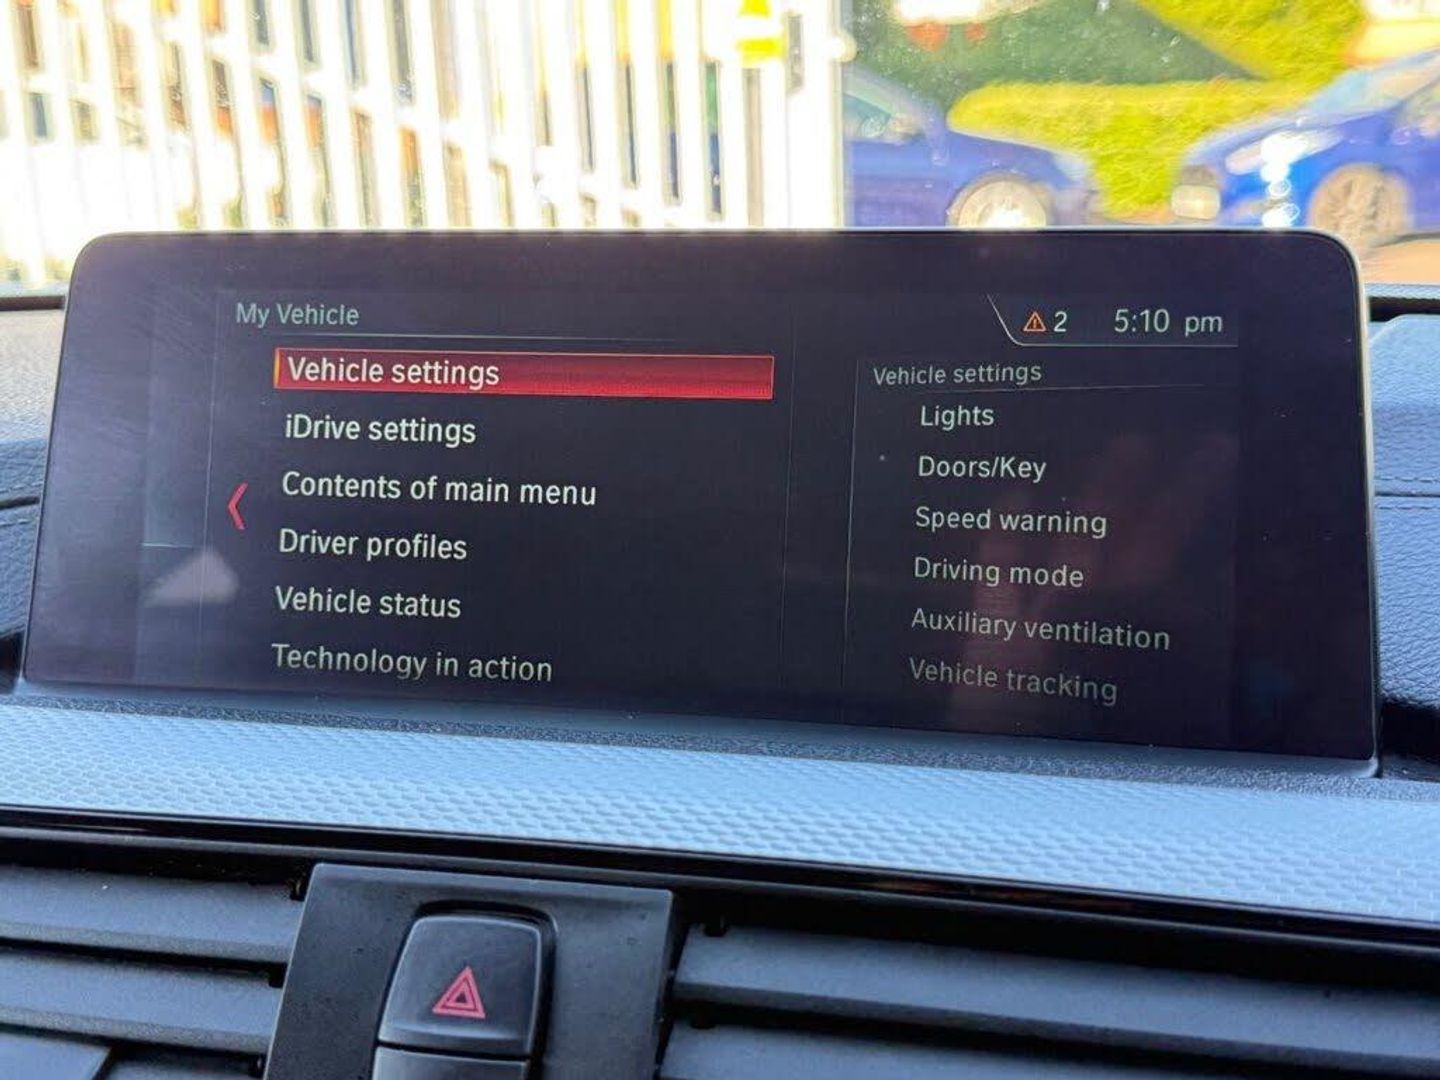 My Vehicle
2 5:10 pm
Vehicle settings
iDrive settings
Contents of main menu
Driver profiles
Vehicle status
Technology in action
Vehicle settings
Lights
Doors/Key
Speed warning
Driving mode
Auxiliary ventilation
Vehicle tracking